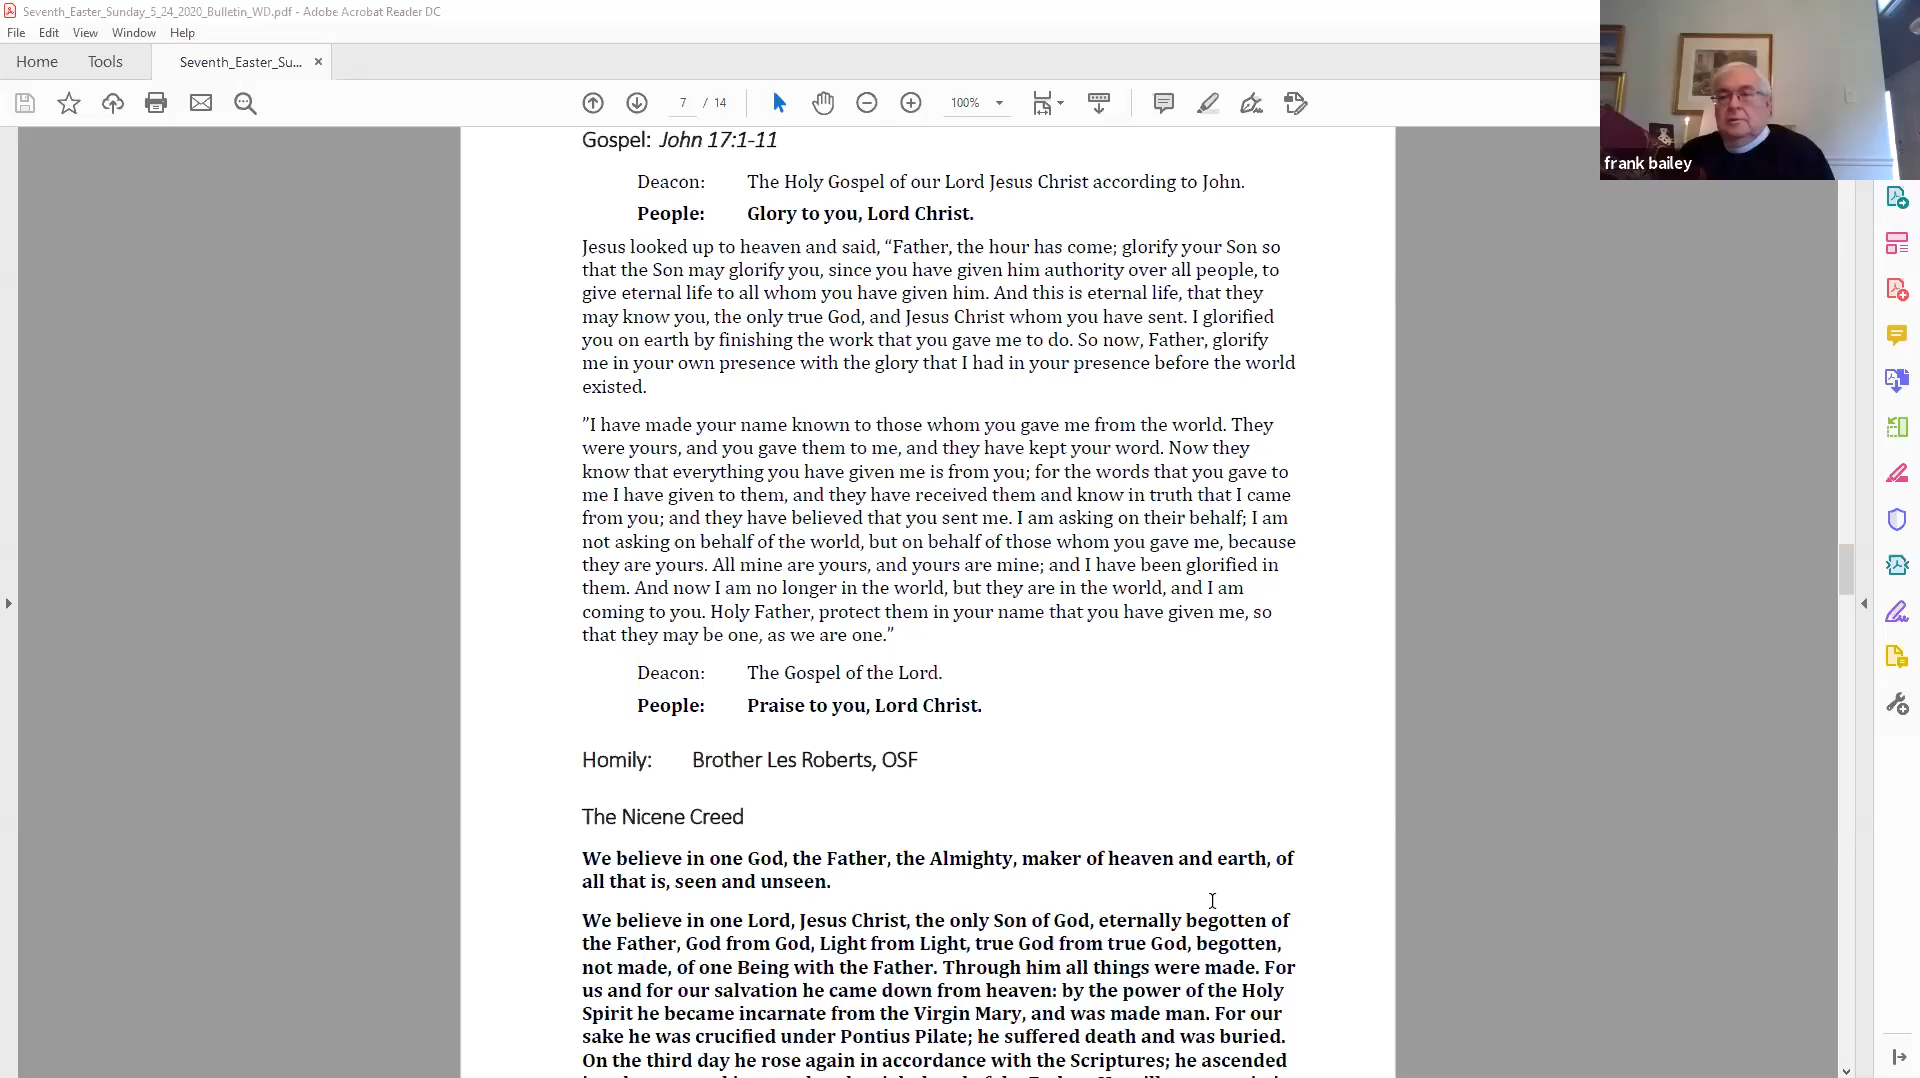 Seventh_Easter_Sunday_5_24_2020_Bulletin_WD.pdf - Adobe Acrobat Reader DC
File Edit View Window Help
Home Tools Seventh_Easter_Su... ×
7 / 14 100%
frank bailey
Gospel: John 17:1-11
Deacon: The Holy Gospel of our Lord Jesus Christ according to John.
People: Glory to you, Lord Christ.
Jesus looked up to heaven and said, “Father, the hour has come; glorify your Son so
that the Son may glorify you, since you have given him authority over all people, to
give eternal life to all whom you have given him. And this is eternal life, that they
may know you, the only true God, and Jesus Christ whom you have sent. I glorified
you on earth by finishing the work that you gave me to do. So now, Father, glorify
me in your own presence with the glory that I had in your presence before the world
existed.
”I have made your name known to those whom you gave me from the world. They
were yours, and you gave them to me, and they have kept your word. Now they
know that everything you have given me is from you; for the words that you gave to
me I have given to them, and they have received them and know in truth that I came
from you; and they have believed that you sent me. I am asking on their behalf; I am
not asking on behalf of the world, but on behalf of those whom you gave me, because
they are yours. All mine are yours, and yours are mine; and I have been glorified in
them. And now I am no longer in the world, but they are in the world, and I am
coming to you. Holy Father, protect them in your name that you have given me, so
that they may be one, as we are one.”
Deacon: The Gospel of the Lord.
People: Praise to you, Lord Christ.
Homily: Brother Les Roberts, OSF
The Nicene Creed
We believe in one God, the Father, the Almighty, maker of heaven and earth, of
all that is, seen and unseen.
We believe in one Lord, Jesus Christ, the only Son of God, eternally begotten of
the Father, God from God, Light from Light, true God from true God, begotten,
not made, of one Being with the Father. Through him all things were made. For
us and for our salvation he came down from heaven: by the power of the Holy
Spirit he became incarnate from the Virgin Mary, and was made man. For our
sake he was crucified under Pontius Pilate; he suffered death and was buried.
On the third day he rose again in accordance with the Scriptures; he ascended